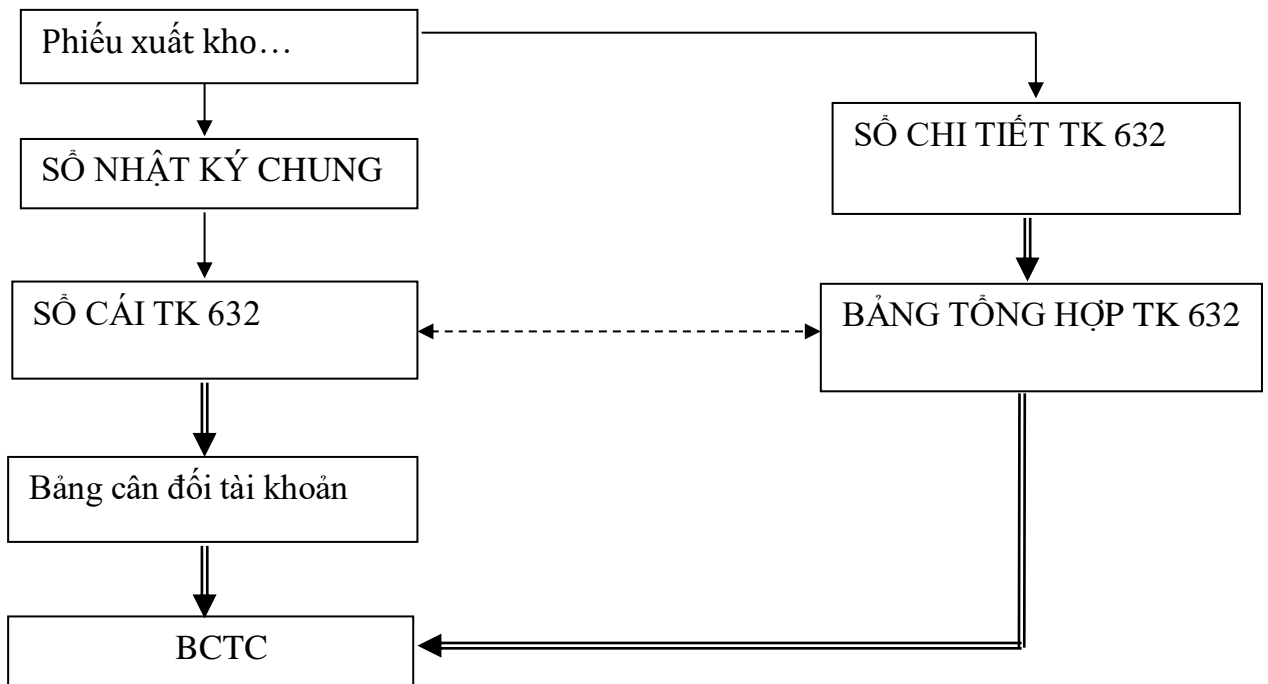 Phiếu xuất kho…
SỔ CHI TIẾT TK 632
SỔ NHẬT KÝ CHUNG
SỔ CÁI TK 632
BẢNG TỔNG HỢP TK 632
Bảng cân đối tài khoản
BCTC